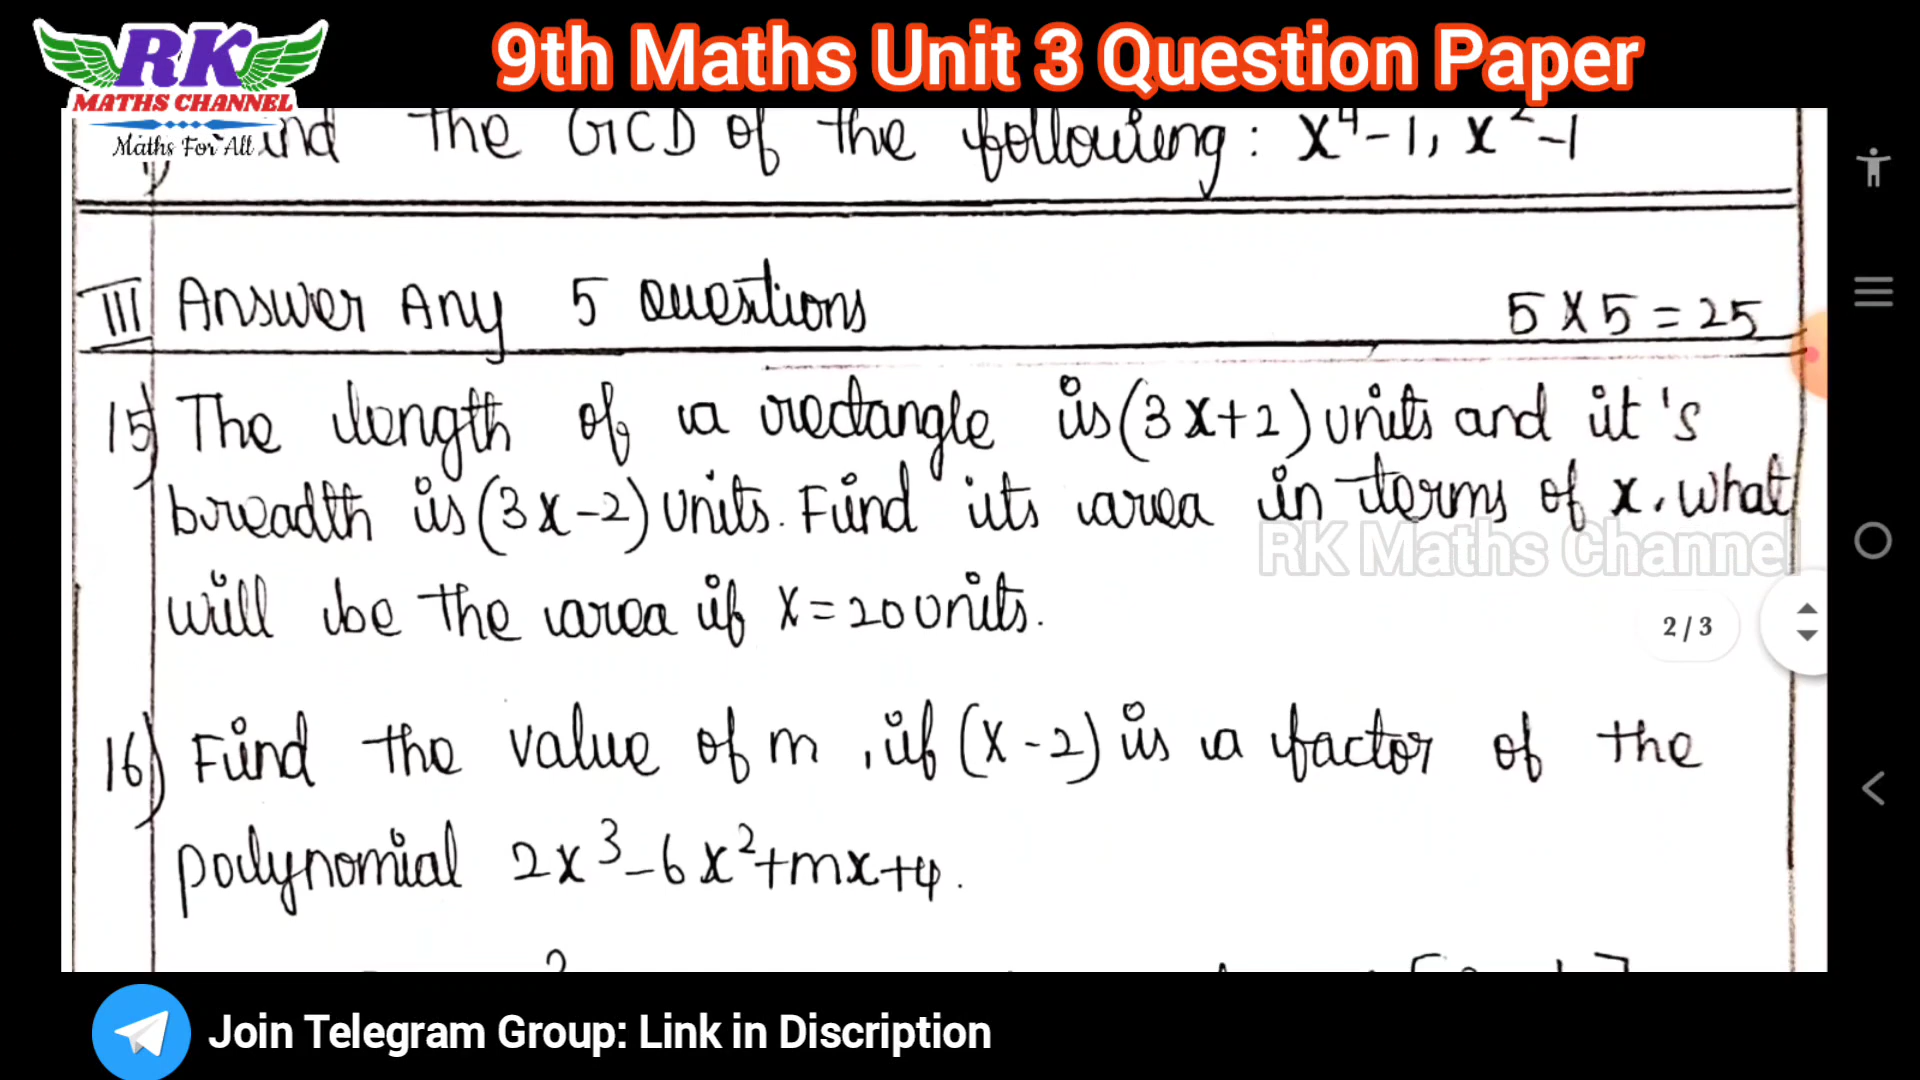 RK
MATHS CHANNEL
Maths For All
9th Maths Unit 3 Question Paper
ind the GCD of the following: x⁴-1, x²-1
III Answer Any 5 Questions 5 X 5 = 25
15) The length of a rectangle is (3x+2) units and it's
breadth is (3x-2) units. Find its area in terms of x. what
will be the area if x = 20 units.
RK Maths Channel
2/3
16) Find the value of m, if (x-2) is a factor of the
polynomial 2x³-6x²+mx+4.
Join Telegram Group: Link in Discription